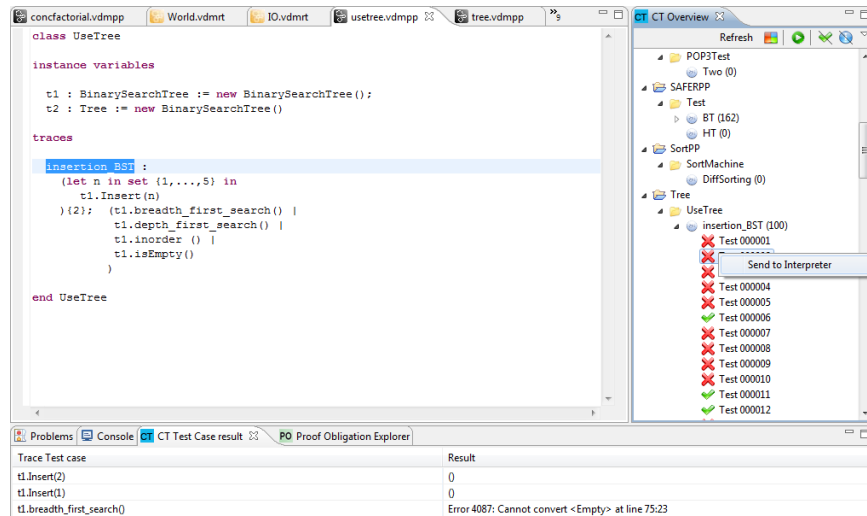 concfactorial.vdmpp World.vdmrt IO.vdmrt usetree.vdmpp tree.vdmpp »9
class UseTree
instance variables
t1 : BinarySearchTree := new BinarySearchTree();
t2 : Tree := new BinarySearchTree()
traces
insertion_BST :
(let n in set {1,...,5} in
t1.Insert(n)
){2}; (t1.breadth_first_search() |
t1.depth_first_search() |
t1.inorder () |
t1.isEmpty()
)
end UseTree
CT CT Overview
Refresh
POP3Test
Two (0)
SAFERPP
Test
BT (162)
HT (0)
SortPP
SortMachine
DiffSorting (0)
Tree
UseTree
insertion_BST (100)
Test 000001
Send to Interpreter
Test 000004
Test 000005
Test 000006
Test 000007
Test 000008
Test 000009
Test 000010
Test 000011
Test 000012
Problems Console CT CT Test Case result PO Proof Obligation Explorer
Trace Test case Result
t1.Insert(2) ()
t1.Insert(1) ()
t1.breadth_first_search() Error 4087: Cannot convert <Empty> at line 75:23